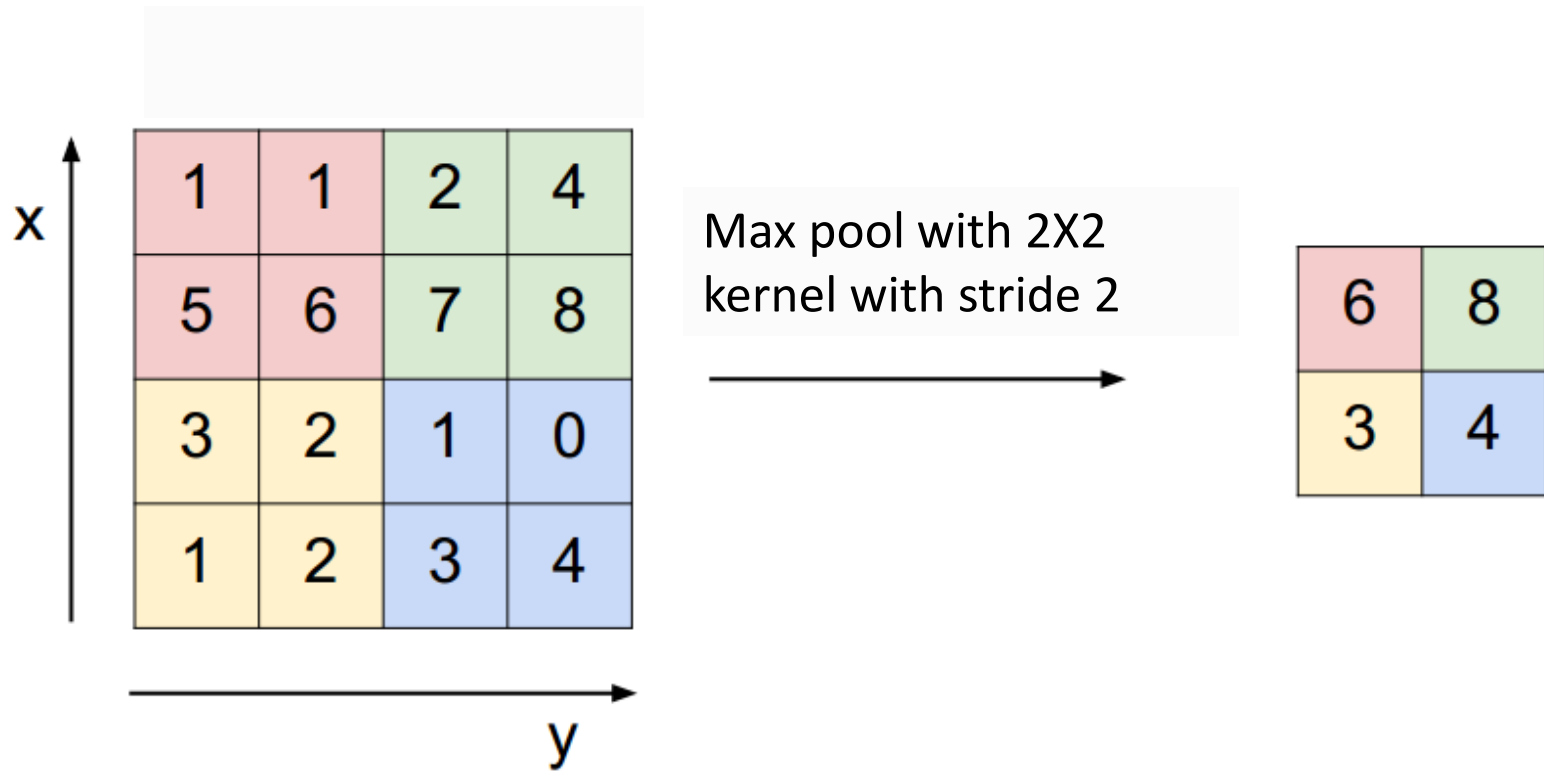 x
1 1 2 4
5 6 7 8
3 2 1 0
1 2 3 4
y
Max pool with 2X2
kernel with stride 2
6 8
3 4